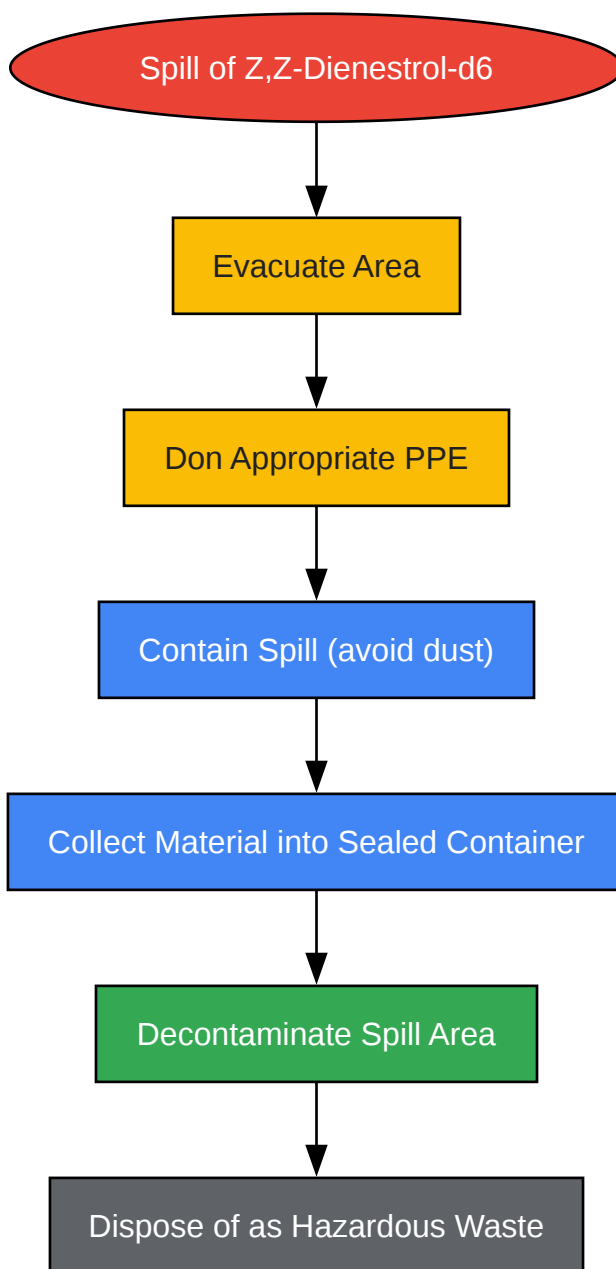 Spill of Z,Z-Dienestrol-d6
Evacuate Area
Don Appropriate PPE
Contain Spill (avoid dust)
Collect Material into Sealed Container
Decontaminate Spill Area
Dispose of as Hazardous Waste